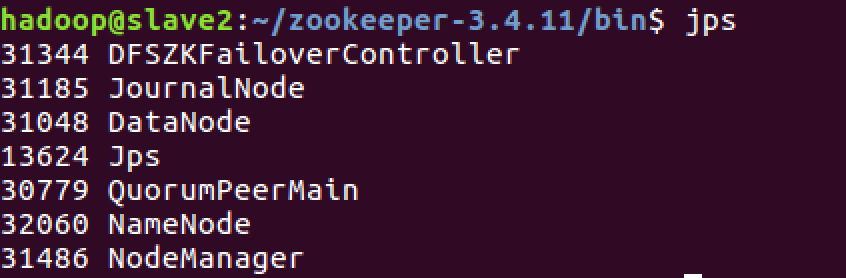 hadoop@slave2:~/zookeeper-3.4.11/bin$ jps
31344 DFSZKFailoverController
31185 JournalNode
31048 DataNode
13624 Jps
30779 QuorumPeerMain
32060 NameNode
31486 NodeManager